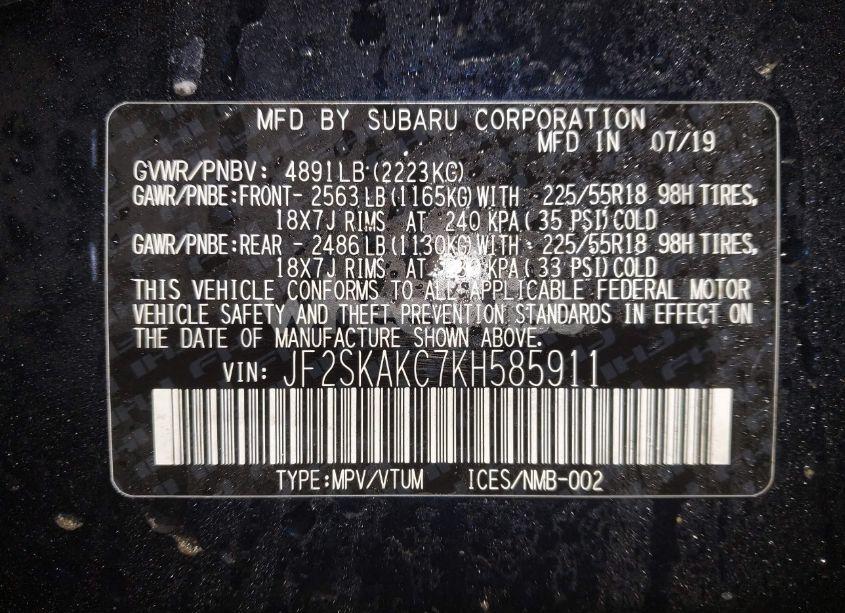 MFD BY SUBARU CORPORATION
MFD IN 07/19
GVWR/PNBV: 4891LB (2223KG)
GAWR/PNBE:FRONT- 2563 LB (1165KG) WITH 225/55R18 98H TIRES,
18X7J RIMS AT 240 KPA( 35 PSI) COLD
GAWR/PNBE:REAR - 2486 LB (1130KG) WITH 225/55R18 98H TIRES,
18X7J RIMS AT KPA( 33 PSI) COLD
THIS VEHICLE CONFORMS TO ALL APPLICABLE FEDERAL MOTOR
VEHICLE SAFETY AND THEFT PREVENTION STANDARDS IN EFFECT ON
THE DATE OF MANUFACTURE SHOWN ABOVE.
VIN: JF2SKAKC7KH585911
TYPE:MPV/VTUM ICES/NMB-002